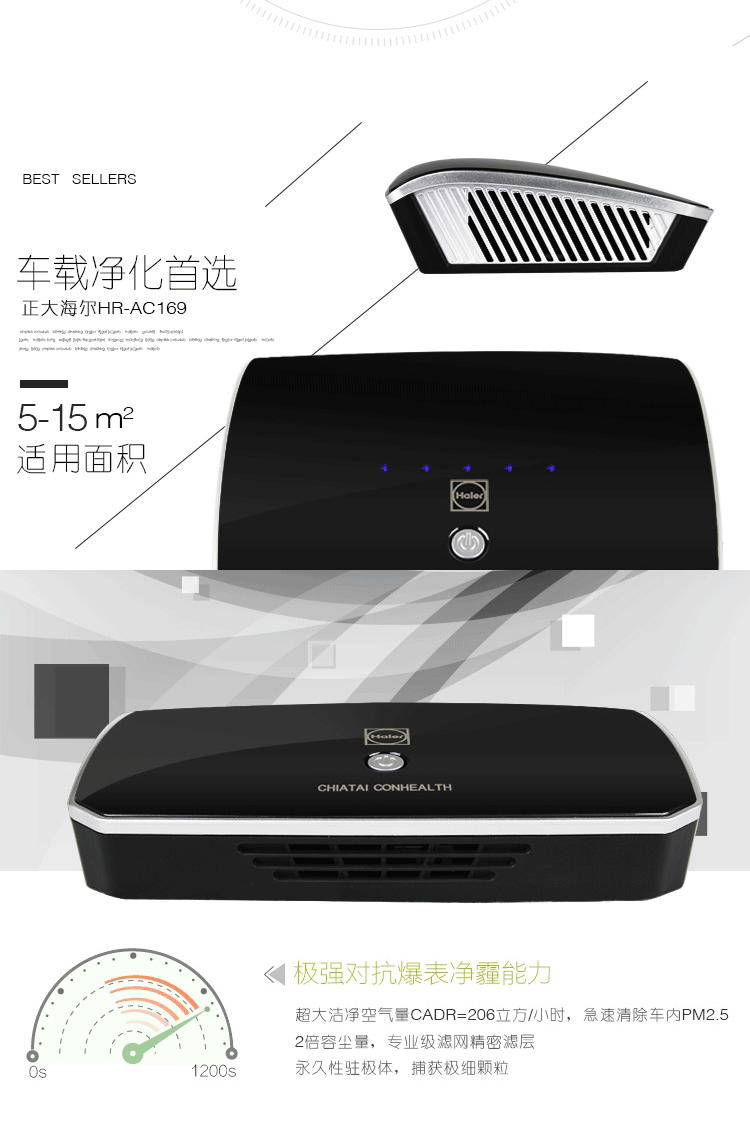 BEST SELLERS
车载净化首选
正大海尔HR-AC169
5-15 m²
适用面积
Haier
Haier
CHIATAI CONHEALTH
极强对抗爆表净霾能力
超大洁净空气量CADR=206立方/小时，急速清除车内PM2.5
2倍容尘量，专业级滤网精密滤层
永久性驻极体，捕获极细颗粒
0s
1200s